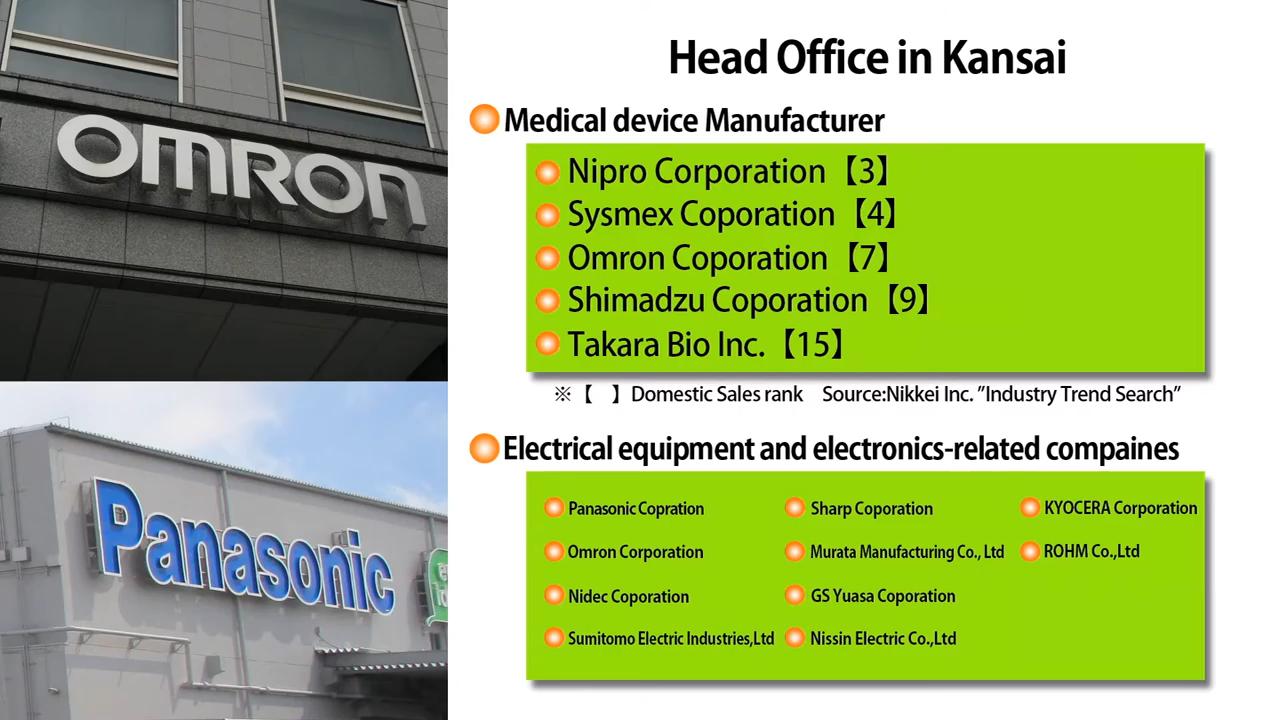 OMRON
Panasonic
Head Office in Kansai
Medical device Manufacturer
Nipro Corporation【3】
Sysmex Coporation【4】
Omron Coporation【7】
Shimadzu Coporation【9】
Takara Bio Inc.【15】
※【　】Domestic Sales rank　Source:Nikkei Inc. ”Industry Trend Search”
Electrical equipment and electronics-related compaines
Panasonic Copration
Omron Corporation
Nidec Coporation
Sumitomo Electric Industries,Ltd
Sharp Coporation
Murata Manufacturing Co., Ltd
GS Yuasa Coporation
Nissin Electric Co.,Ltd
KYOCERA Corporation
ROHM Co.,Ltd